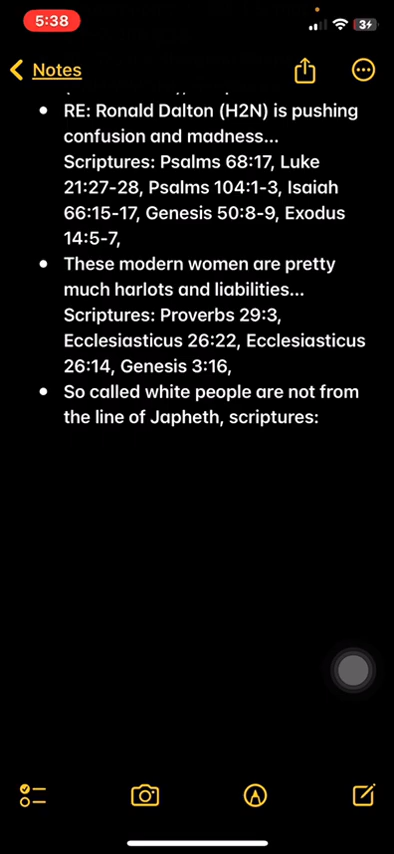 5:38
Notes
• RE: Ronald Dalton (H2N) is pushing
confusion and madness...
Scriptures: Psalms 68:17, Luke
21:27-28, Psalms 104:1-3, Isaiah
66:15-17, Genesis 50:8-9, Exodus
14:5-7,
• These modern women are pretty
much harlots and liabilities...
Scriptures: Proverbs 29:3,
Ecclesiasticus 26:22, Ecclesiasticus
26:14, Genesis 3:16,
• So called white people are not from
the line of Japheth, scriptures: